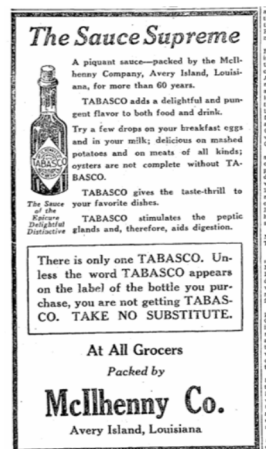 The Sauce Supreme
A piquant sauce—packed by the McIl-
henny Company, Avery Island, Louisi-
ana, for more than 60 years.
TABASCO adds a delightful and pun-
gent flavor to both food and drink.
Try a few drops on your breakfast eggs
and in your milk; delicious on mashed
potatoes and on meats of all kinds;
oysters are not complete without TA-
BASCO.
TABASCO gives the taste-thrill to
your favorite dishes.
TABASCO stimulates the peptic
glands and, therefore, aids digestion.
TABASCO
The Sauce
of the
Epicure
Delightful
Distinctive
There is only one TABASCO. Un-
less the word TABASCO appears
on the label of the bottle you pur-
chase, you are not getting TABAS-
CO. TAKE NO SUBSTITUTE.
At All Grocers
Packed by
McIlhenny Co.
Avery Island, Louisiana